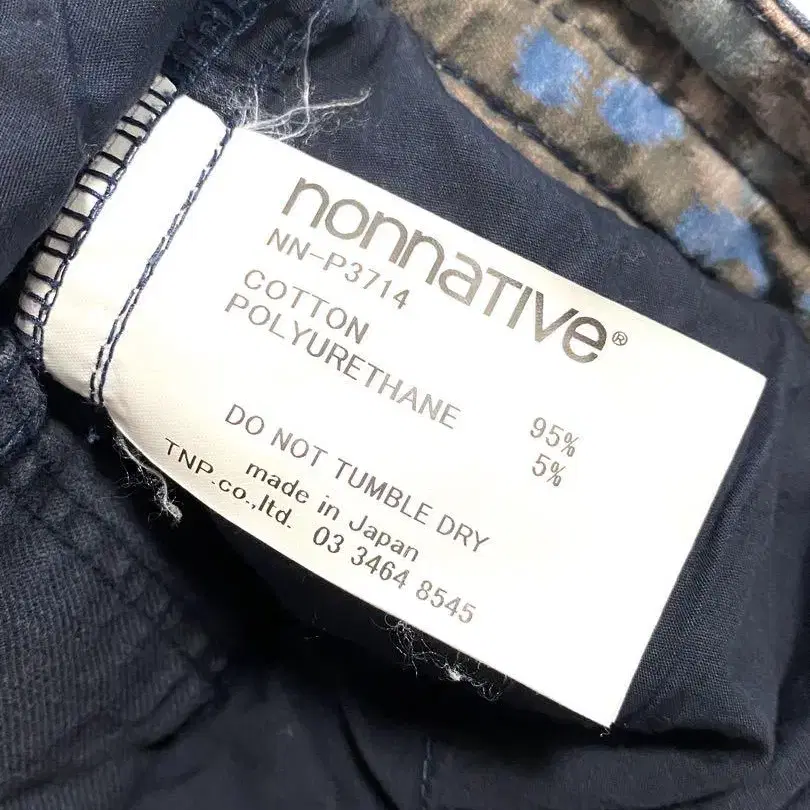 nonnative®
NN-P3714
COTTON 95%
POLYURETHANE 5%
DO NOT TUMBLE DRY
made in Japan
TNP.co.,ltd. 03 3464 8545